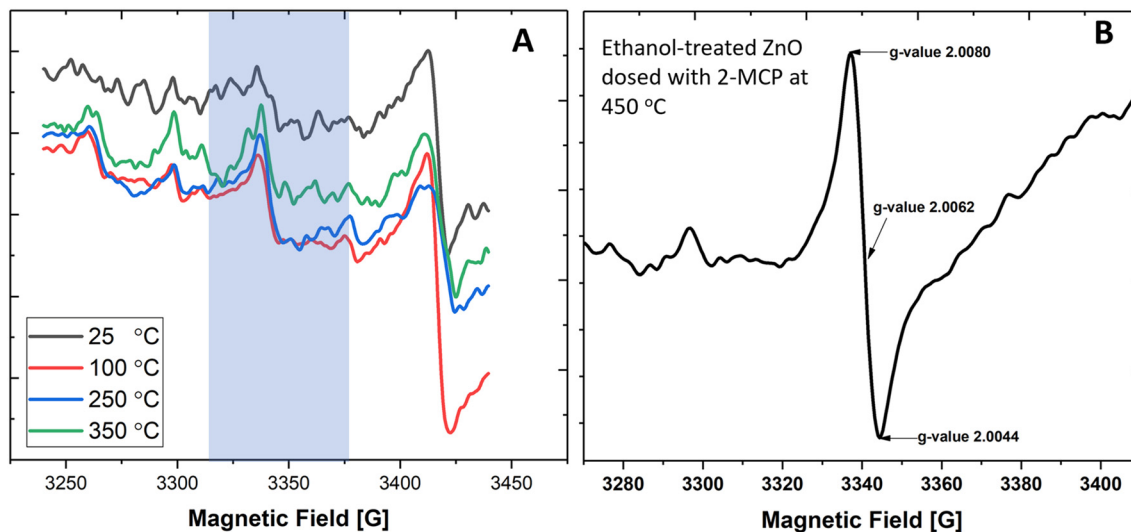 A
25 °C
100 °C
250 °C
350 °C
3250
3300
3350
3400
3450
Magnetic Field [G]
B
Ethanol-treated ZnO
dosed with 2-MCP at
450 °C
g-value 2.0080
g-value 2.0062
g-value 2.0044
3280
3300
3320
3340
3360
3380
3400
Magnetic Field [G]